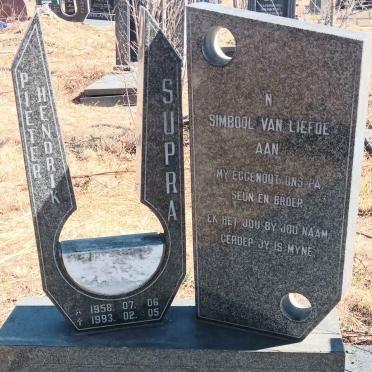 PIETER
HENDRIK
SUPRA
* 1958. 07. 06
† 1993. 02. 05
'N
SIMBOOL VAN LIEFDE
AAN
MY EGGENOOT ONS PA
SEUN EN BROER
EK HET JOU BY JOU NAAM
GEROEP JY IS MYNE